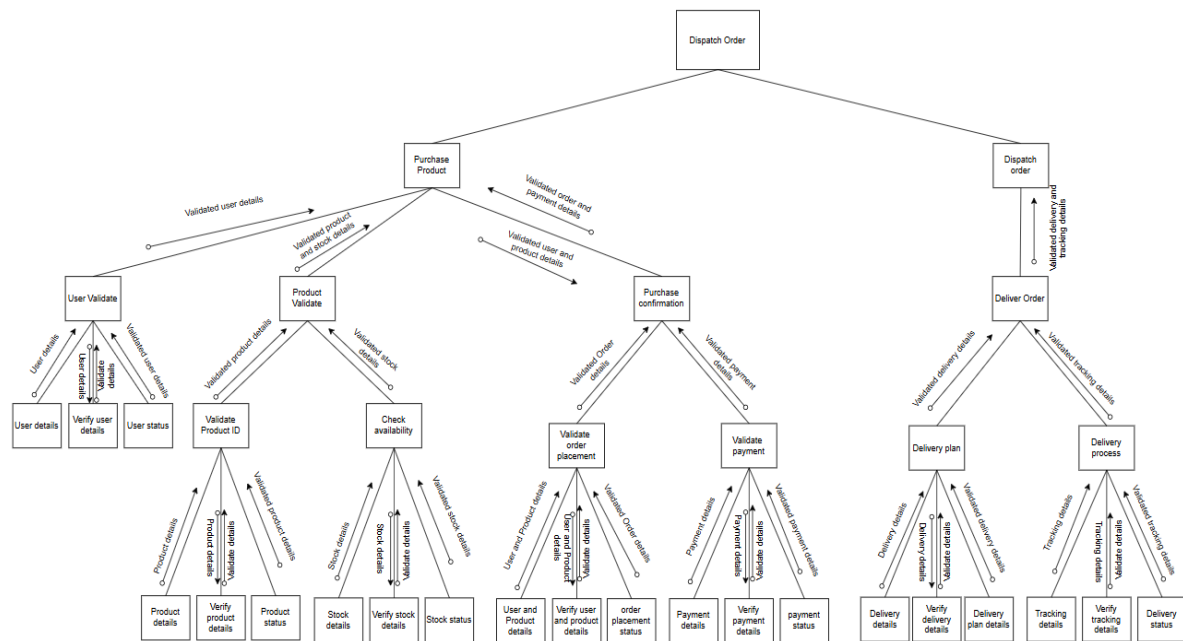 Dispatch Order
Purchase
Product
Dispatch
order
Validated user details
Validated product
and stock details
Validated order and
payment details
Validated user and
product details
Validated delivery and
tracking details
User Validate
Product
Validate
Purchase
confirmation
Deliver Order
User details
User details
Validate
details
Validated user details
Validated product details
Validated stock
details
Validated Order
details
Validated payment
details
Validated delivery details
Validated tracking details
User details
Verify user
details
User status
Validate
Product ID
Check
availability
Validate
order
placement
Validate
payment
Delivery plan
Delivery
process
Product details
Product details
Validate details
Validated product details
Stock details
Stock details
Validate details
Validated stock details
User and Product details
User and Product
details
Validate details
Validated Order details
Payment details
Payment details
Validate details
Validated payment details
Delivery details
Delivery details
Validate details
Validated delivery details
Tracking details
Tracking details
Validate details
Validated tracking details
Product
details
Verify
product
details
Product
status
Stock
details
Verify stock
details
Stock status
User and
Product details
Verify user
and product
details
order
placement
status
Payment
details
Verify
payment
details
payment
status
Delivery
details
Verify
delivery
details
Delivery
plan details
Tracking
details
Verify
tracking
details
Delivery
status